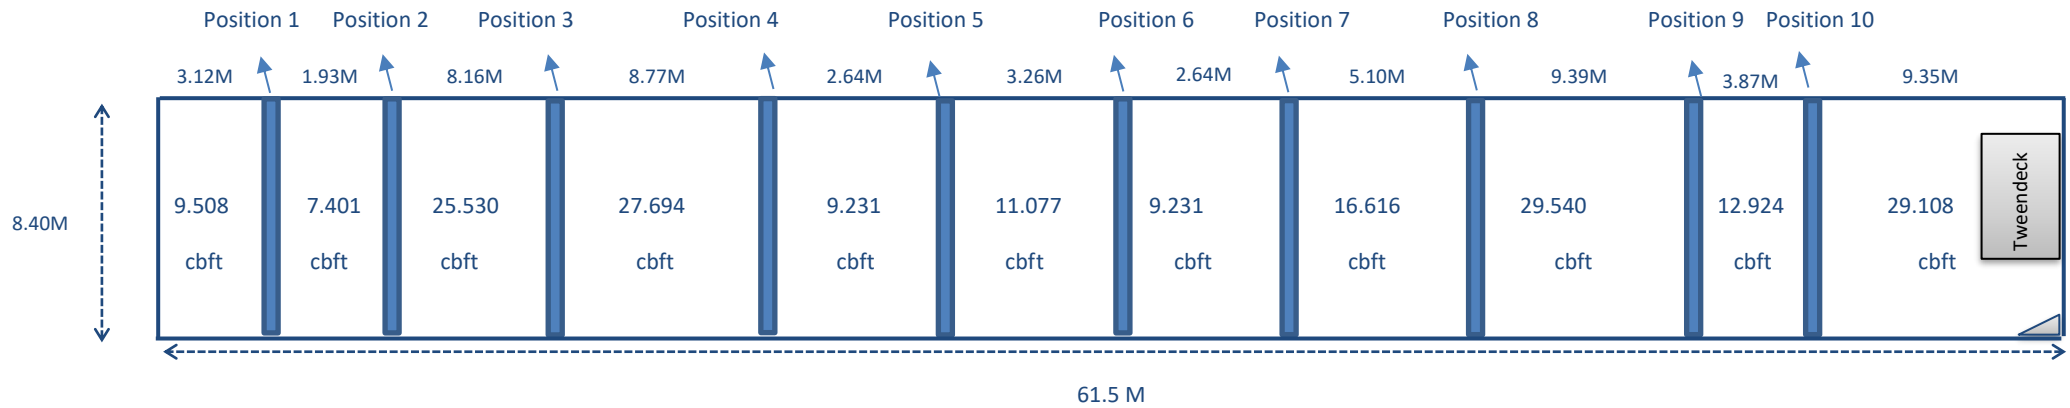 Position 1 Position 2 Position 3 Position 4 Position 5 Position 6 Position 7 Position 8 Position 9 Position 10
3.12M 1.93M 8.16M 8.77M 2.64M 3.26M 2.64M 5.10M 9.39M 3.87M 9.35M
8.40M
9.508 7.401 25.530 27.694 9.231 11.077 9.231 16.616 29.540 12.924 29.108
cbft cbft cbft cbft cbft cbft cbft cbft cbft cbft cbft
Tweendeck
61.5 M